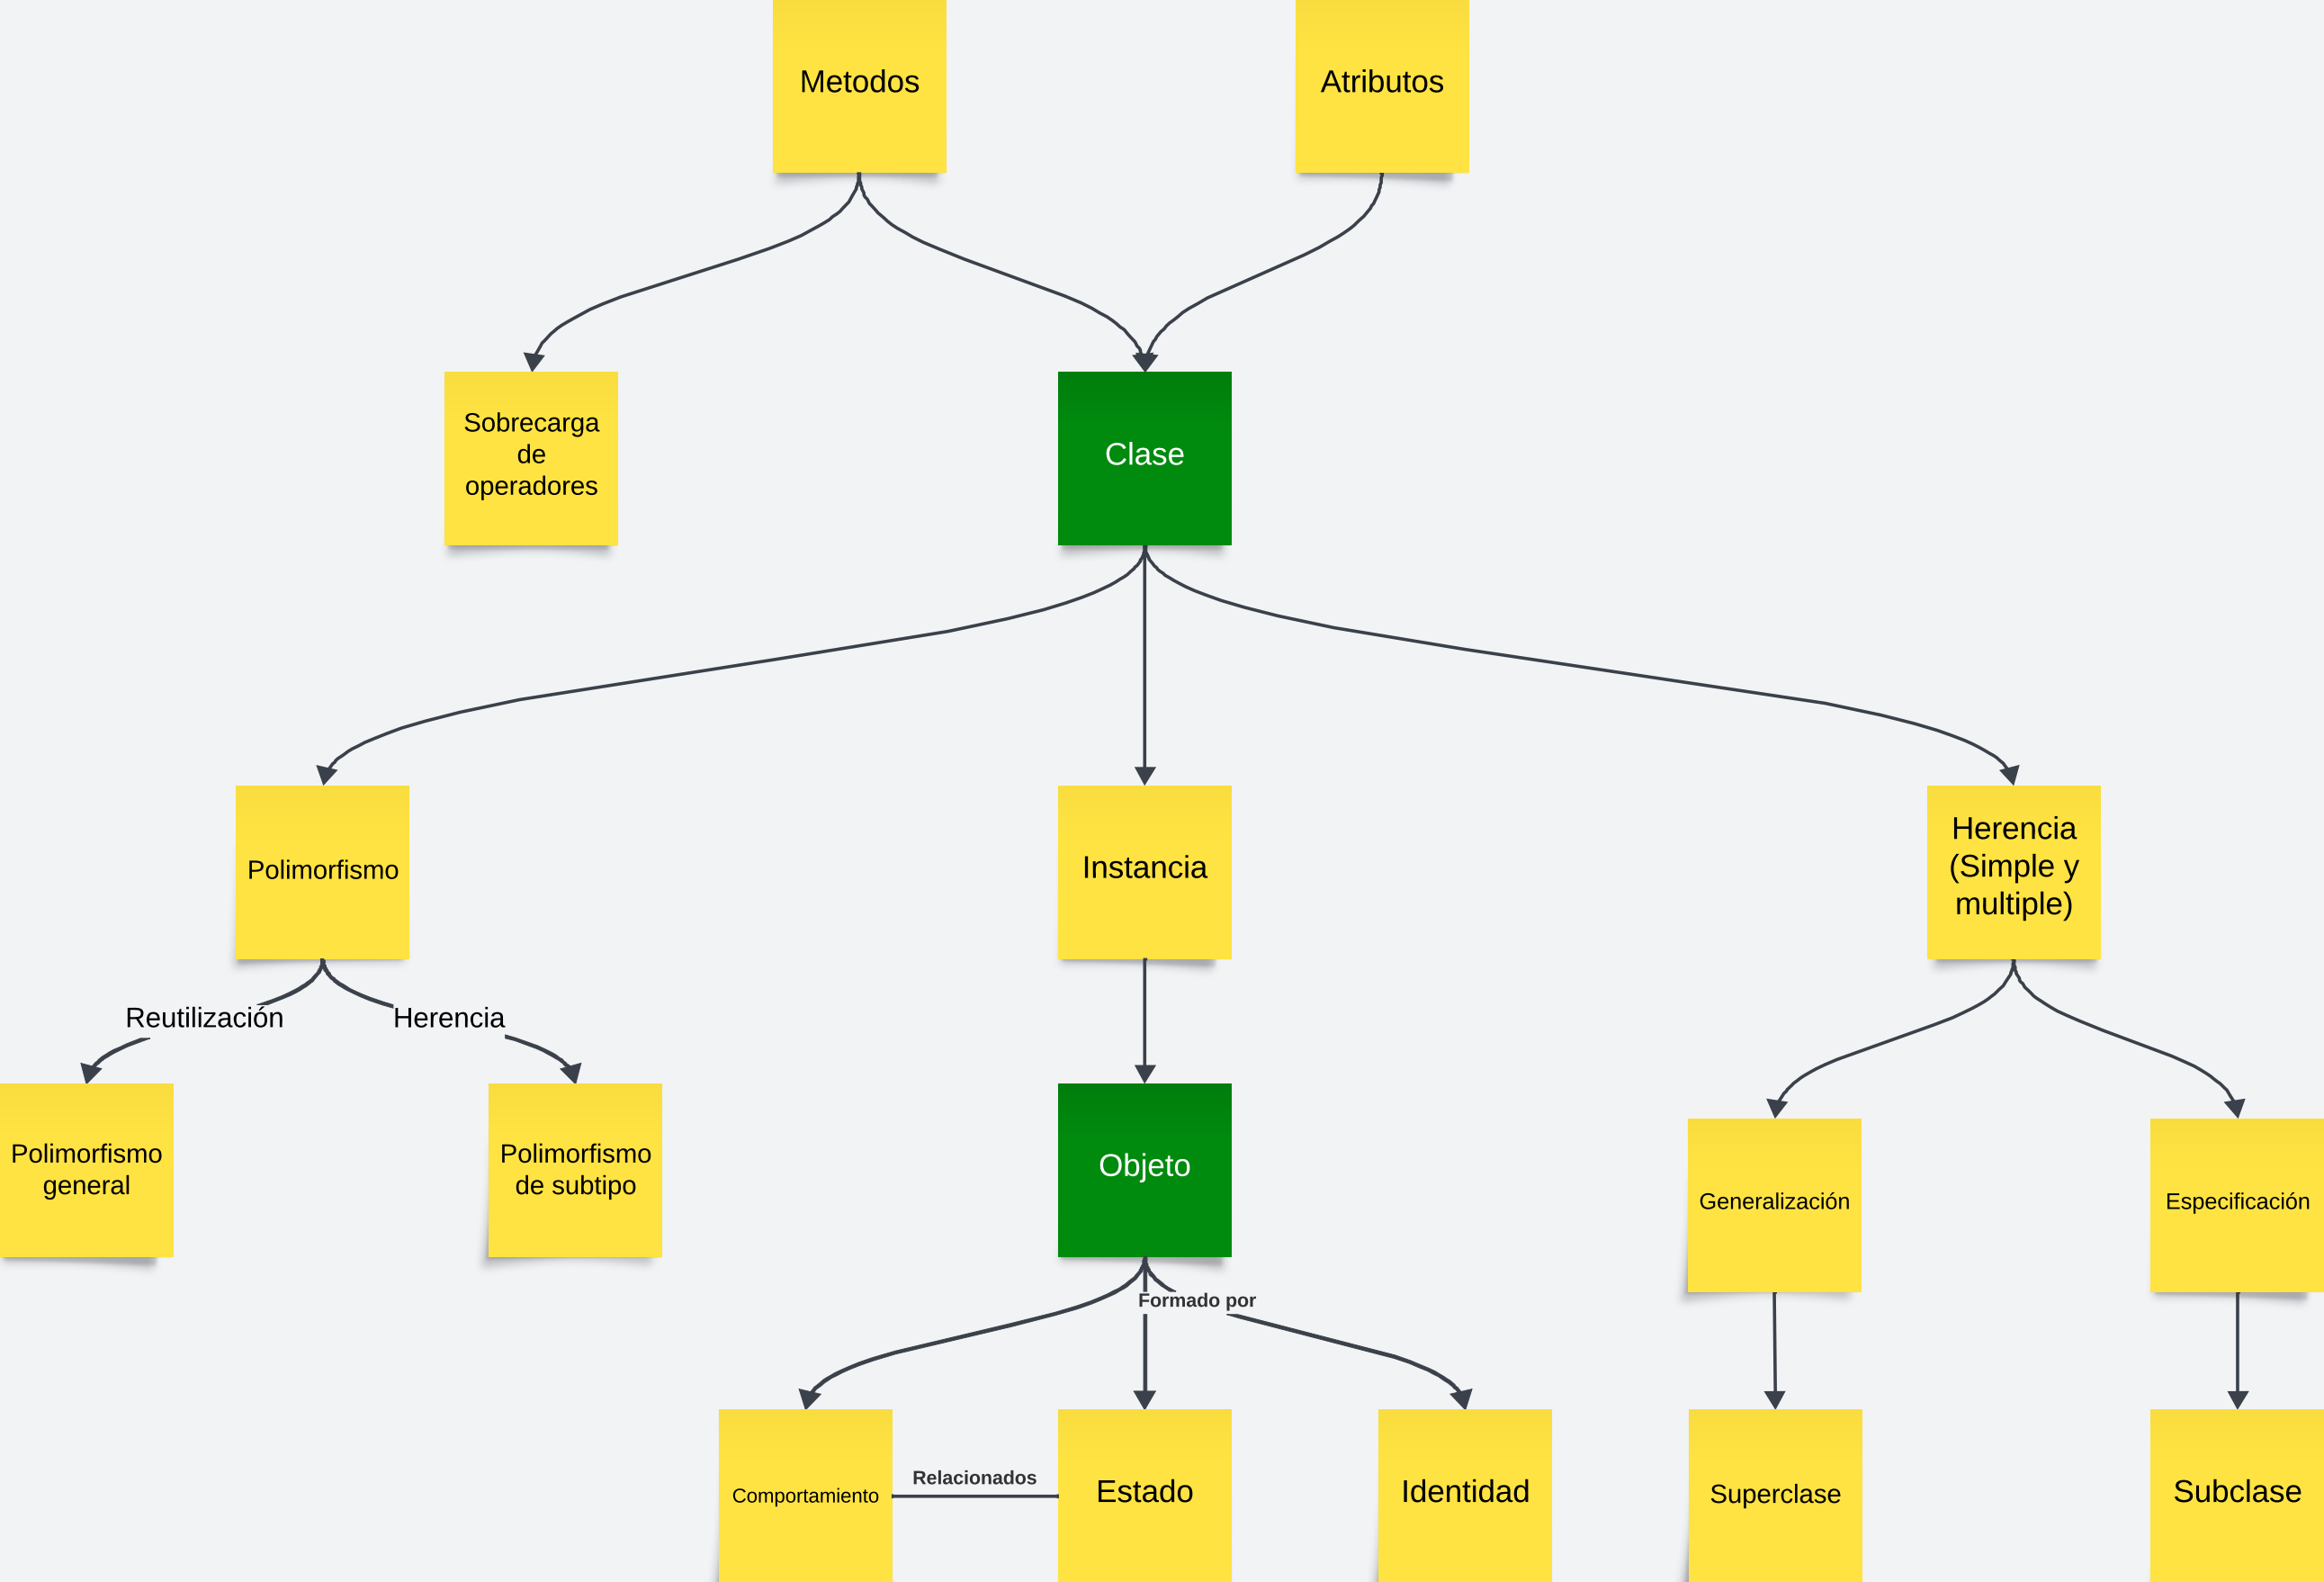 Metodos
Atributos
Sobrecarga
de
operadores
Clase
Polimorfismo
Instancia
Herencia
(Simple y
multiple)
Reutilización
Herencia
Polimorfismo
general
Polimorfismo
de subtipo
Objeto
Generalización
Especificación
Formado por
Comportamiento
Relacionados
Estado
Identidad
Superclase
Subclase